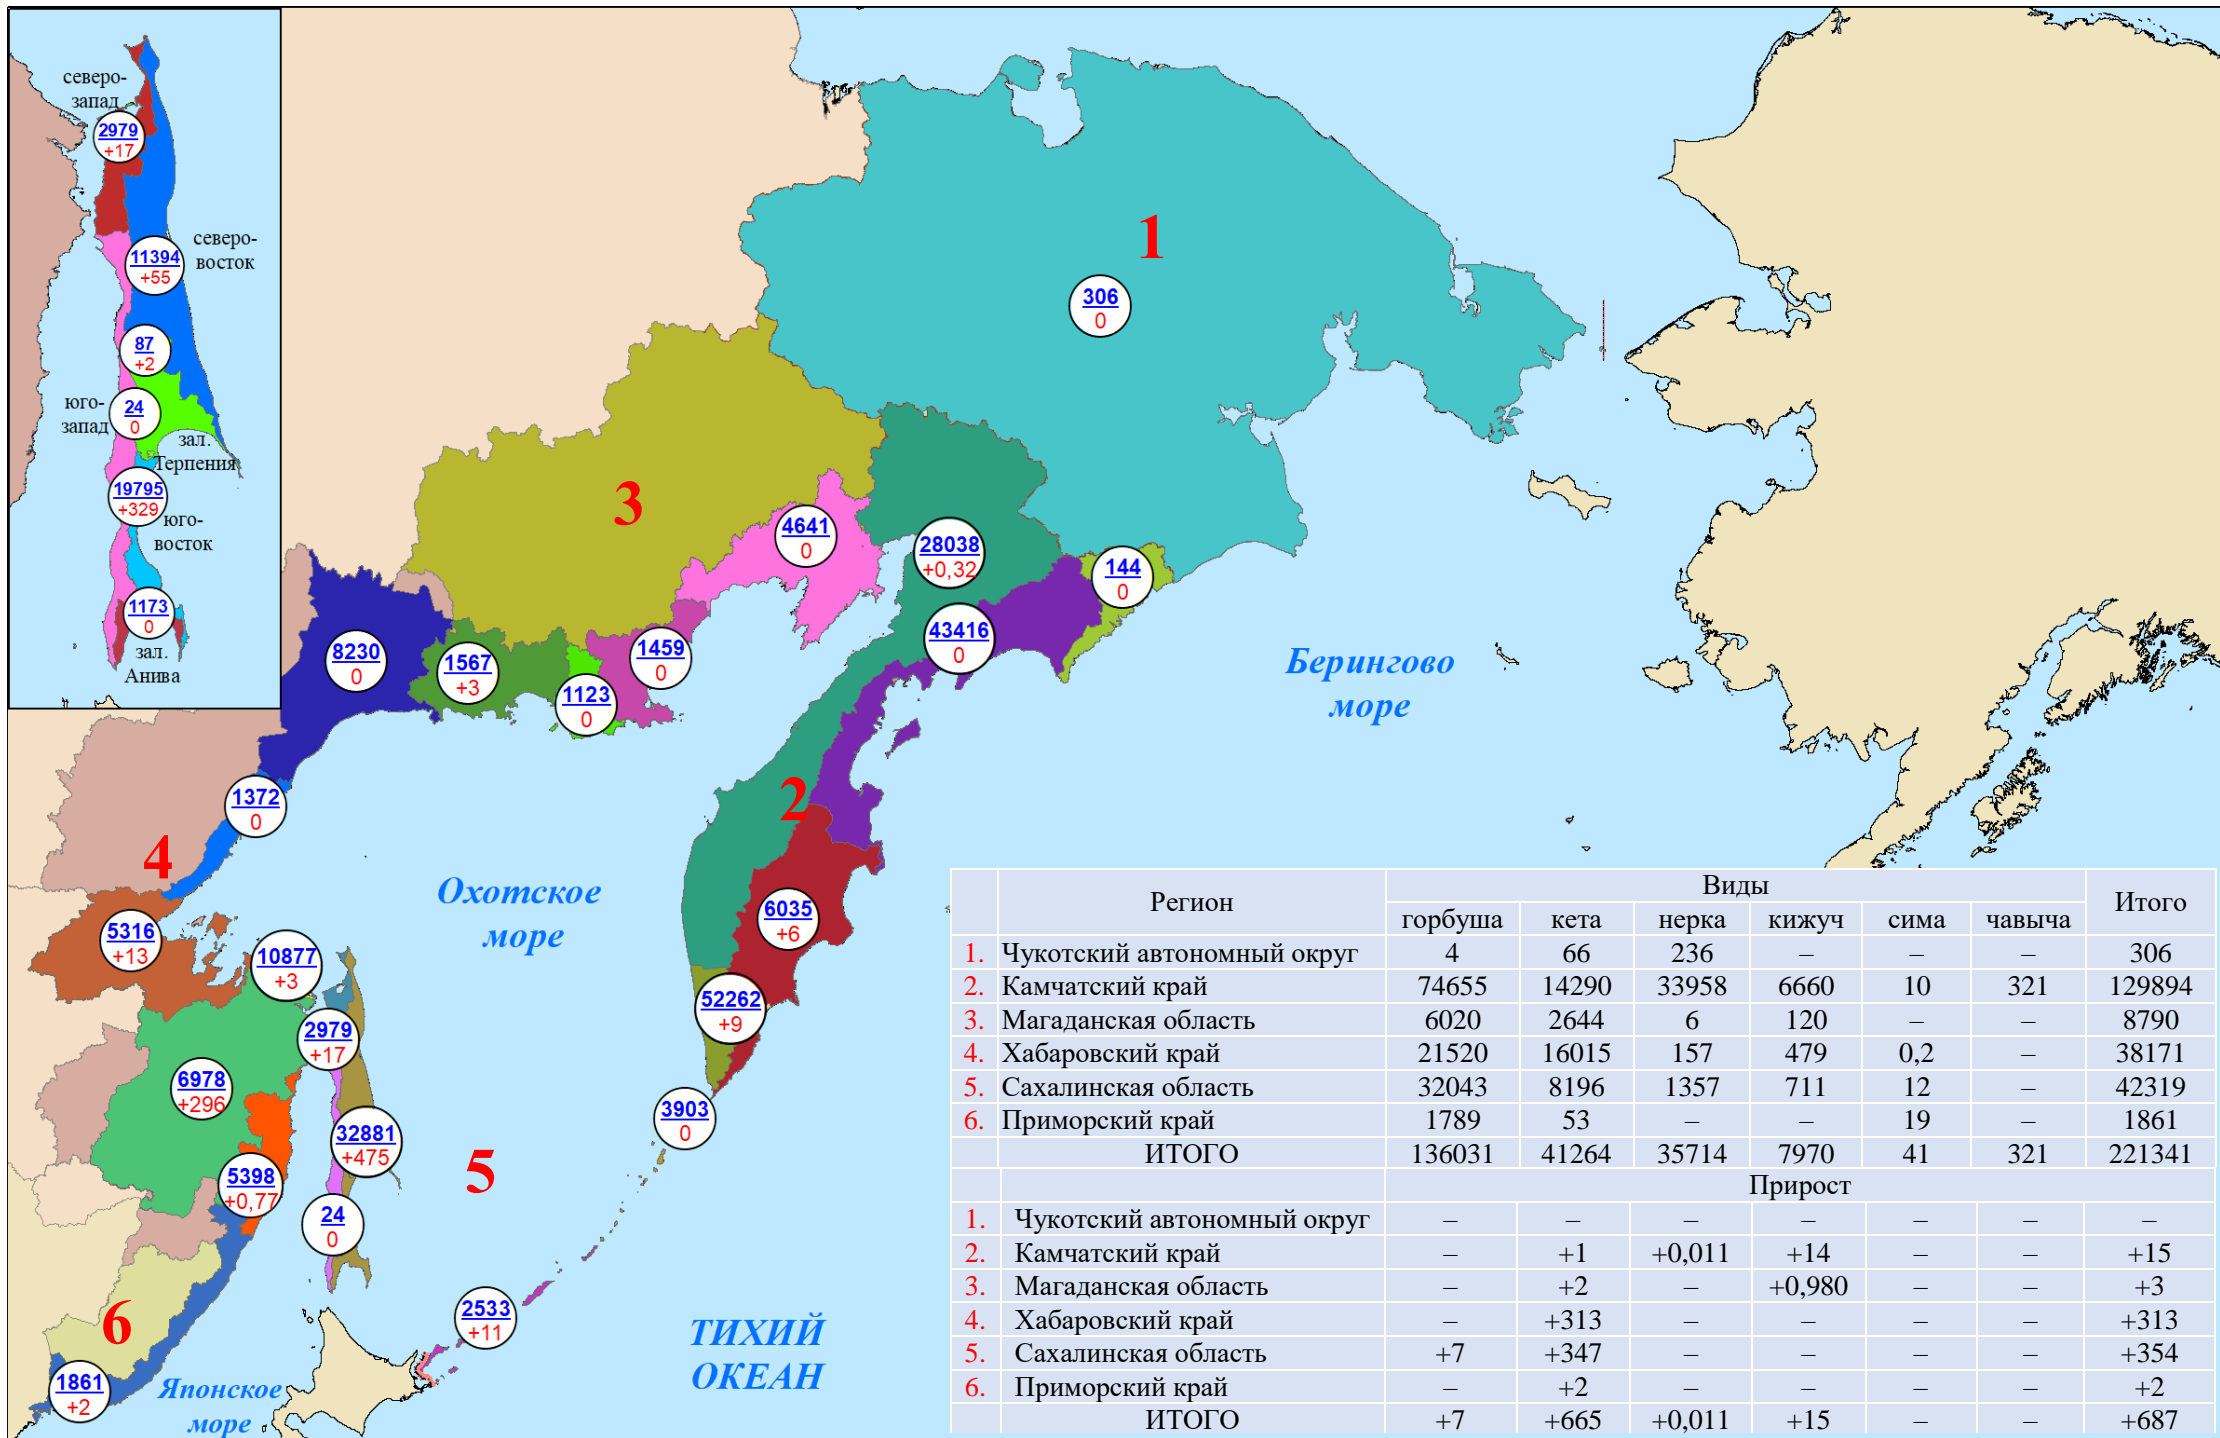 северо-
запад
2979
+17
северо-
восток
11394
+55
87
+2
юго-
запад
24
0
зал.
Терпения
19795
+329
юго-
восток
1173
0
зал.
Анива
1
306
0
3
4641
0
28038
+0,32
144
0
43416
0
8230
0
1567
+3
1459
0
1123
0
Берингово
море
1372
0
2
4
Охотское
море
6035
+6
5316
+13
10877
+3
52262
+9
2979
+17
6978
+296
3903
0
32881
+475
5
5398
+0,77
24
0
2533
+11
6
ТИХИЙ
ОКЕАН
1861
+2
Японское
море
Регион Виды Итого
горбуша кета нерка кижуч сима чавыча
1. Чукотский автономный округ 4 66 236 – – – 306
2. Камчатский край 74655 14290 33958 6660 10 321 129894
3. Магаданская область 6020 2644 6 120 – – 8790
4. Хабаровский край 21520 16015 157 479 0,2 – 38171
5. Сахалинская область 32043 8196 1357 711 12 – 42319
6. Приморский край 1789 53 – – 19 – 1861
ИТОГО 136031 41264 35714 7970 41 321 221341
Прирост
1. Чукотский автономный округ – – – – – – –
2. Камчатский край – +1 +0,011 +14 – – +15
3. Магаданская область – +2 – +0,980 – – +3
4. Хабаровский край – +313 – – – – +313
5. Сахалинская область +7 +347 – – – – +354
6. Приморский край – +2 – – – – +2
ИТОГО +7 +665 +0,011 +15 – – +687